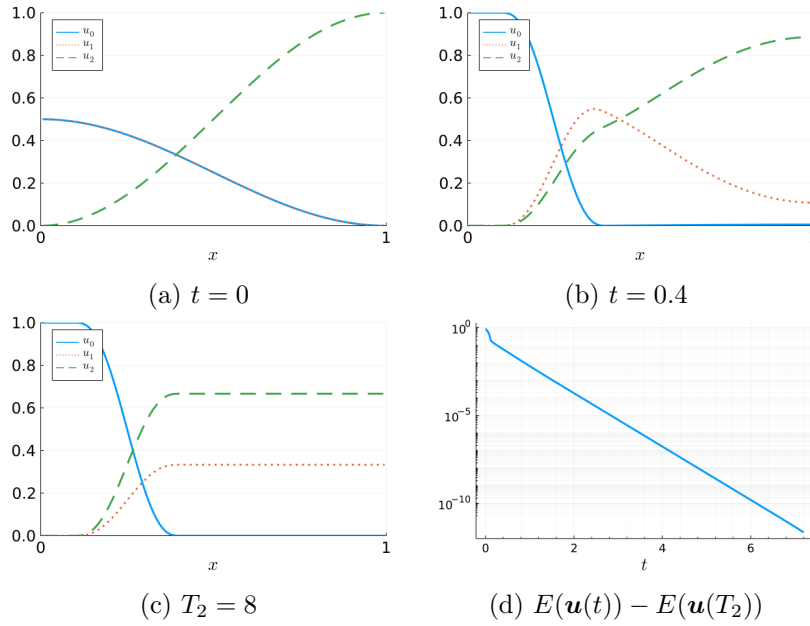 1.0
0.8
0.6
0.4
0.2
0.0
u₀
u₁
u₂
0
1
x
(a) t = 0
1.0
0.8
0.6
0.4
0.2
0.0
u₀
u₁
u₂
0
x
(b) t = 0.4
1.0
0.8
0.6
0.4
0.2
0.0
u₀
u₁
u₂
0
1
x
(c) T₂ = 8
10⁰
10⁻⁵
10⁻¹⁰
0
2
4
6
t
(d) E(𝒖(t)) − E(𝒖(T₂))